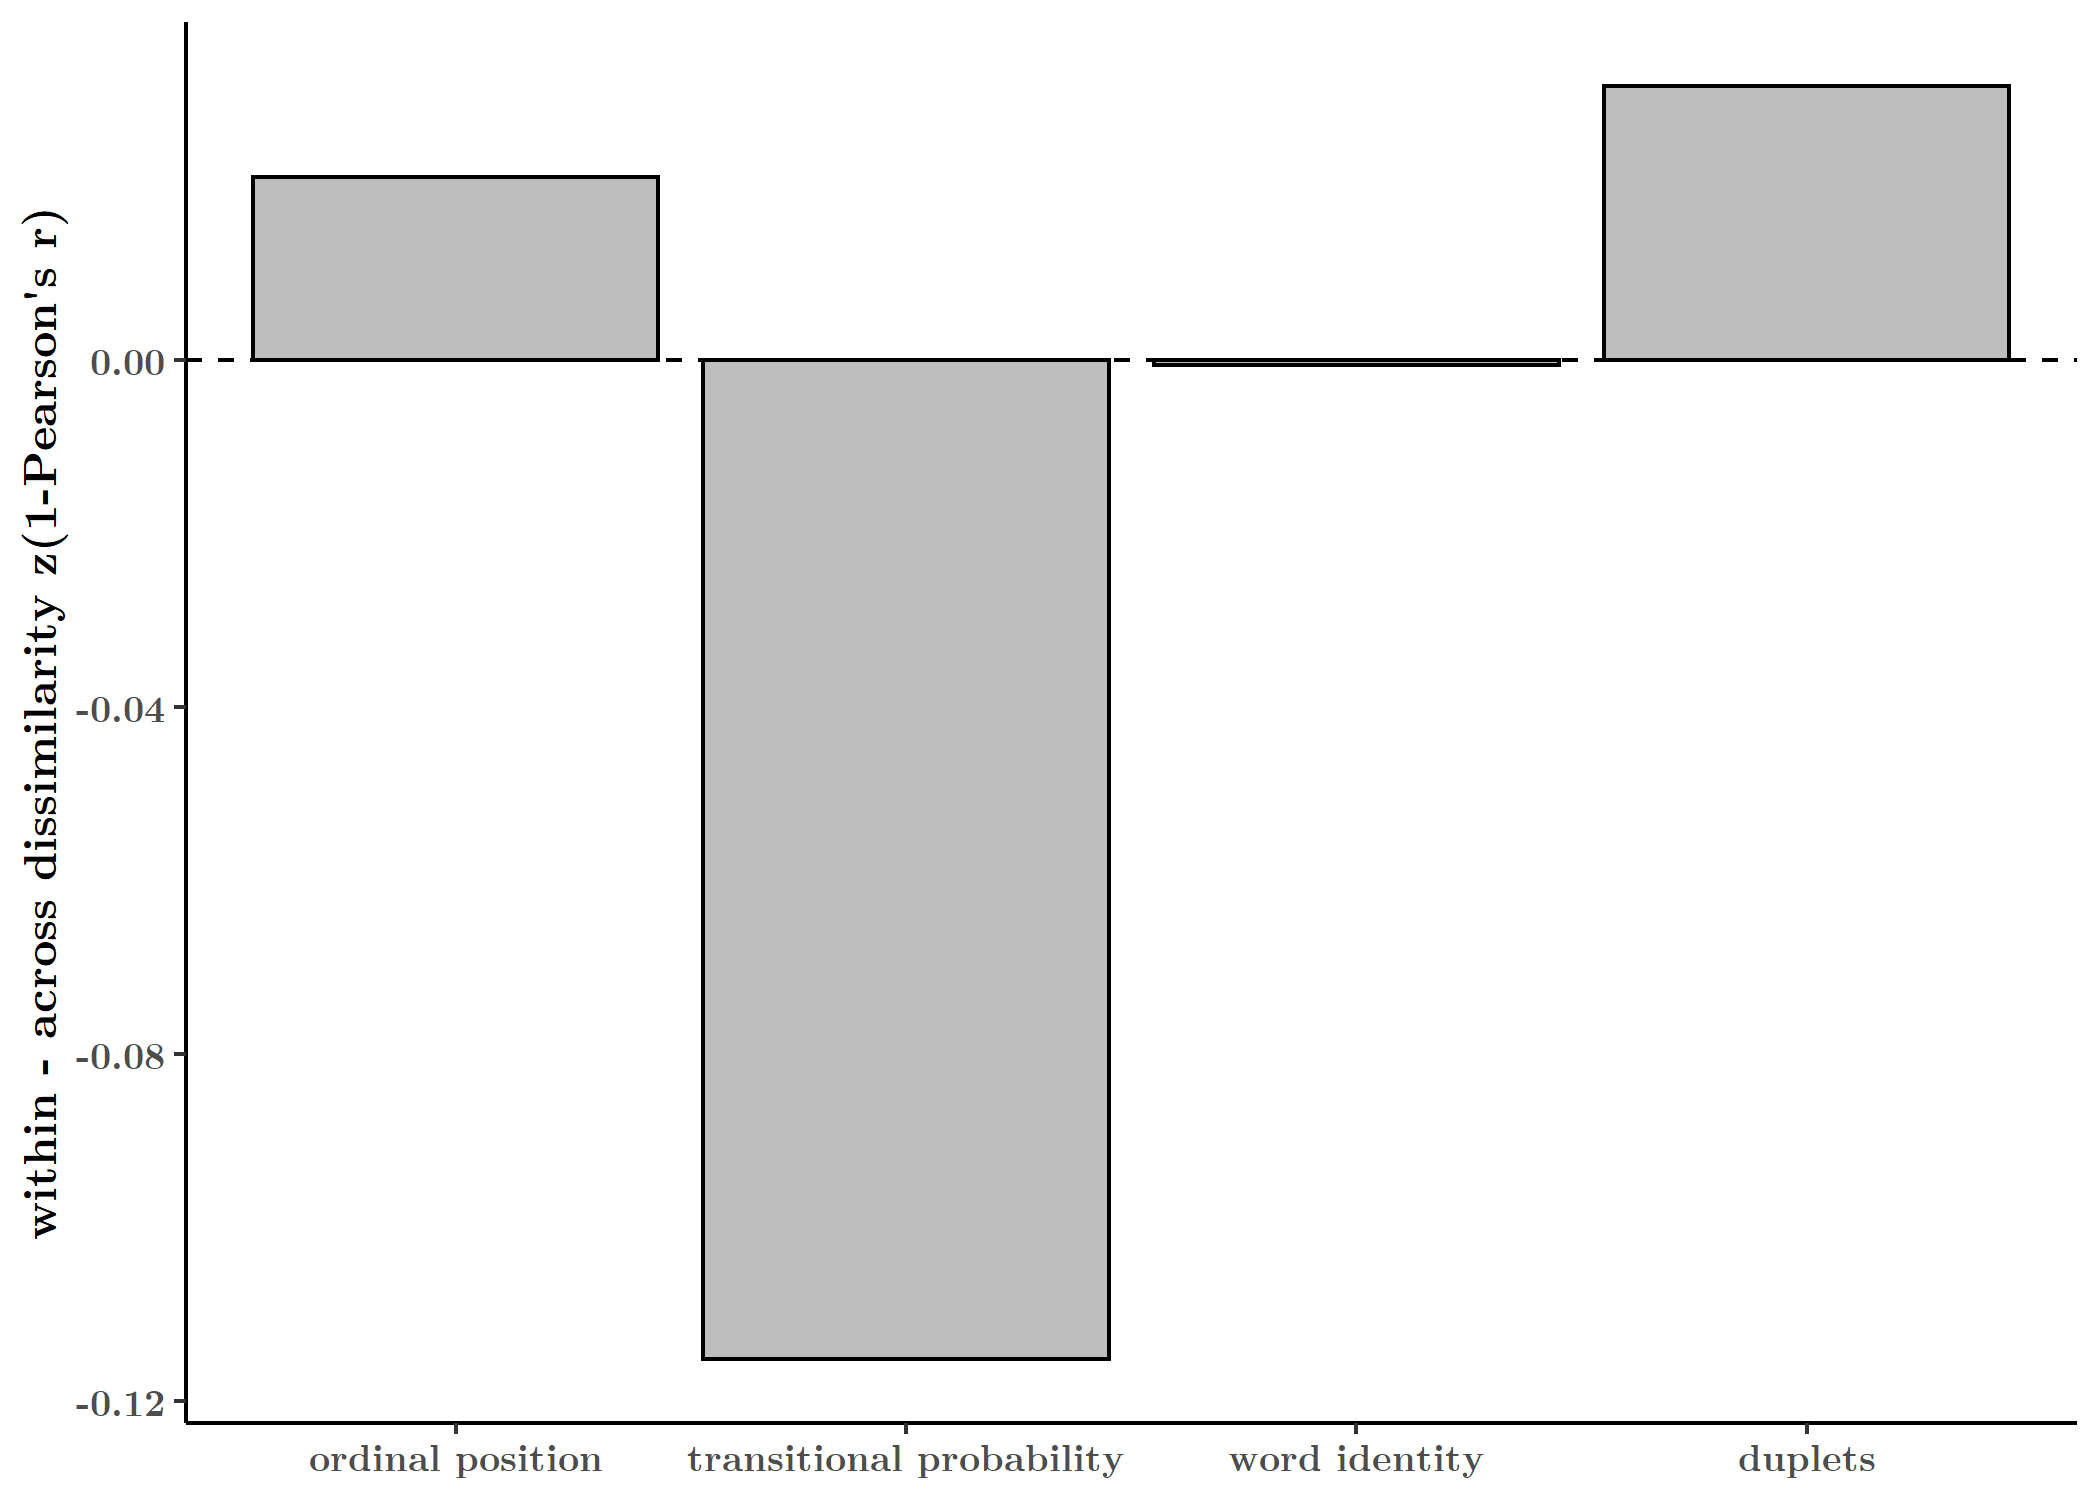 within - across dissimilarity z(1-Pearson's r)
0.00
-0.04
-0.08
-0.12
ordinal position
transitional probability
word identity
duplets